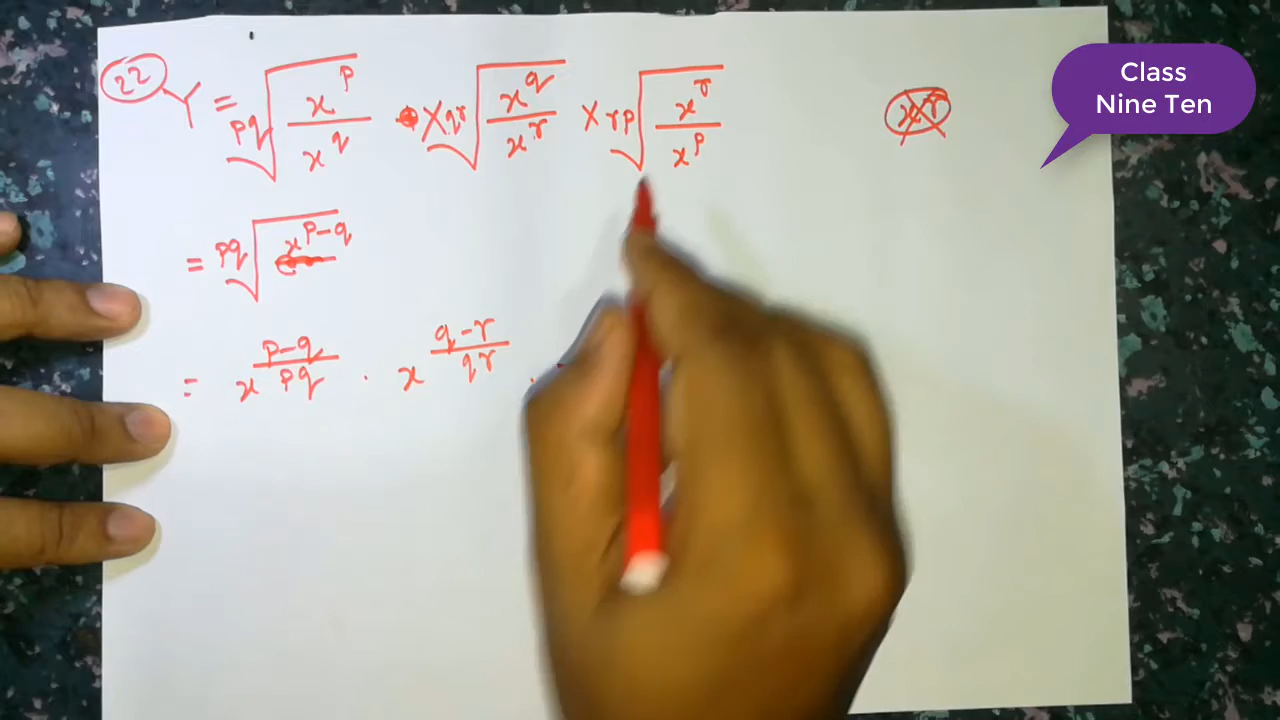 22 Y = pq√(x^p / x^q) × qr√(x^q / x^r) × rp√(x^r / x^p)
Class
Nine Ten
= pq√(x^(p-q))
= x^((p-q)/pq) · x^((q-r)/qr) ·